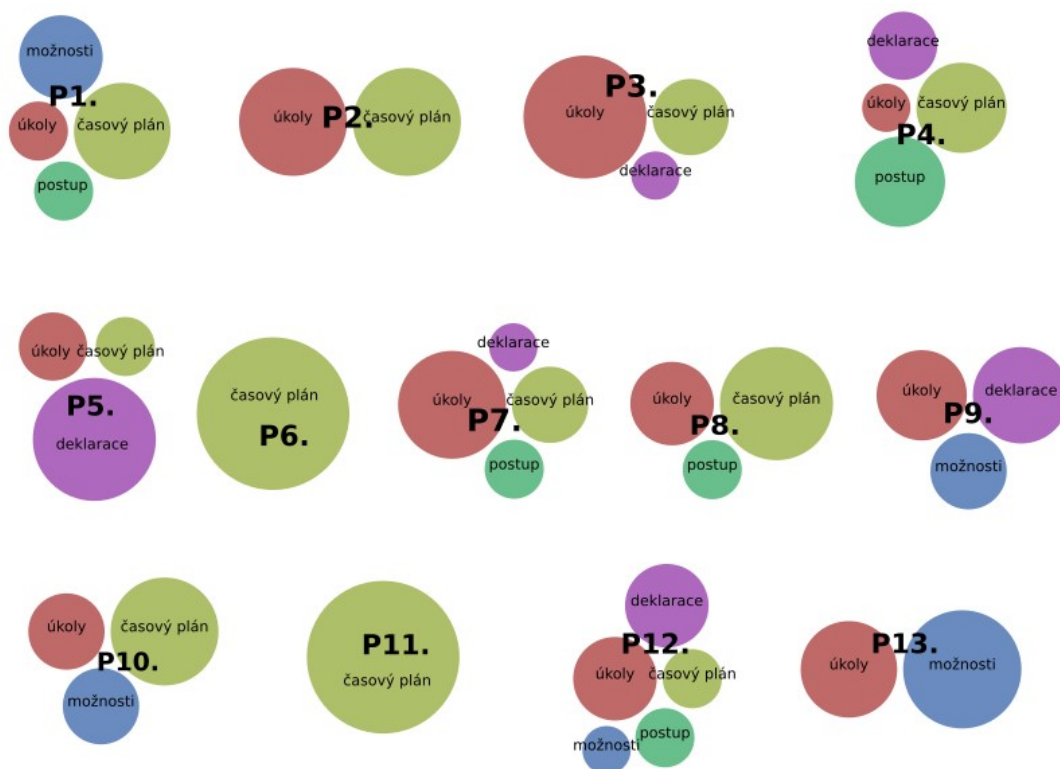 možnosti
P1.
úkoly
časový plán
postup
úkoly
P2.
časový plán
P3.
úkoly
časový plán
deklarace
deklarace
úkoly
časový plán
P4.
postup
úkoly
časový plán
P5.
deklarace
časový plán
P6.
deklarace
úkoly
časový plán
P7.
postup
úkoly
časový plán
P8.
postup
úkoly
deklarace
P9.
možnosti
úkoly
časový plán
P10.
možnosti
P11.
časový plán
deklarace
P12.
úkoly
časový plán
postup
možnosti
P13.
úkoly
možnosti